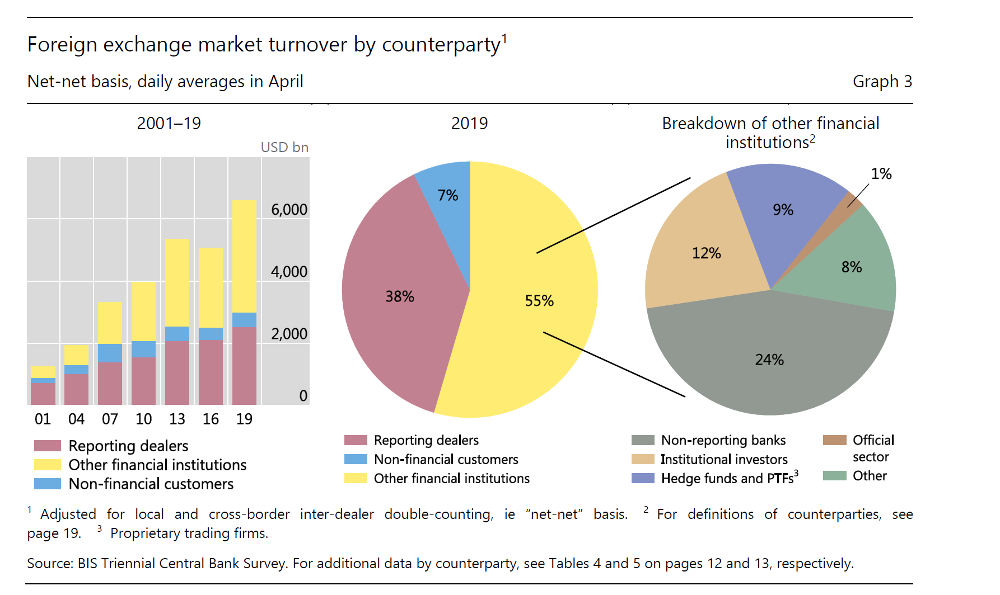 Foreign exchange market turnover by counterparty1
Net-net basis, daily averages in April
Graph 3
2001–19
USD bn
6,000
4,000
2,000
0
01 04 07 10 13 16 19
Reporting dealers
Other financial institutions
Non-financial customers
2019
7%
38%
55%
Reporting dealers
Non-financial customers
Other financial institutions
Breakdown of other financial
institutions2
1%
9%
12%
8%
24%
Non-reporting banks
Institutional investors
Hedge funds and PTFs3
Official
sector
Other
1 Adjusted for local and cross-border inter-dealer double-counting, ie “net-net” basis. 2 For definitions of counterparties, see
page 19. 3 Proprietary trading firms.
Source: BIS Triennial Central Bank Survey. For additional data by counterparty, see Tables 4 and 5 on pages 12 and 13, respectively.